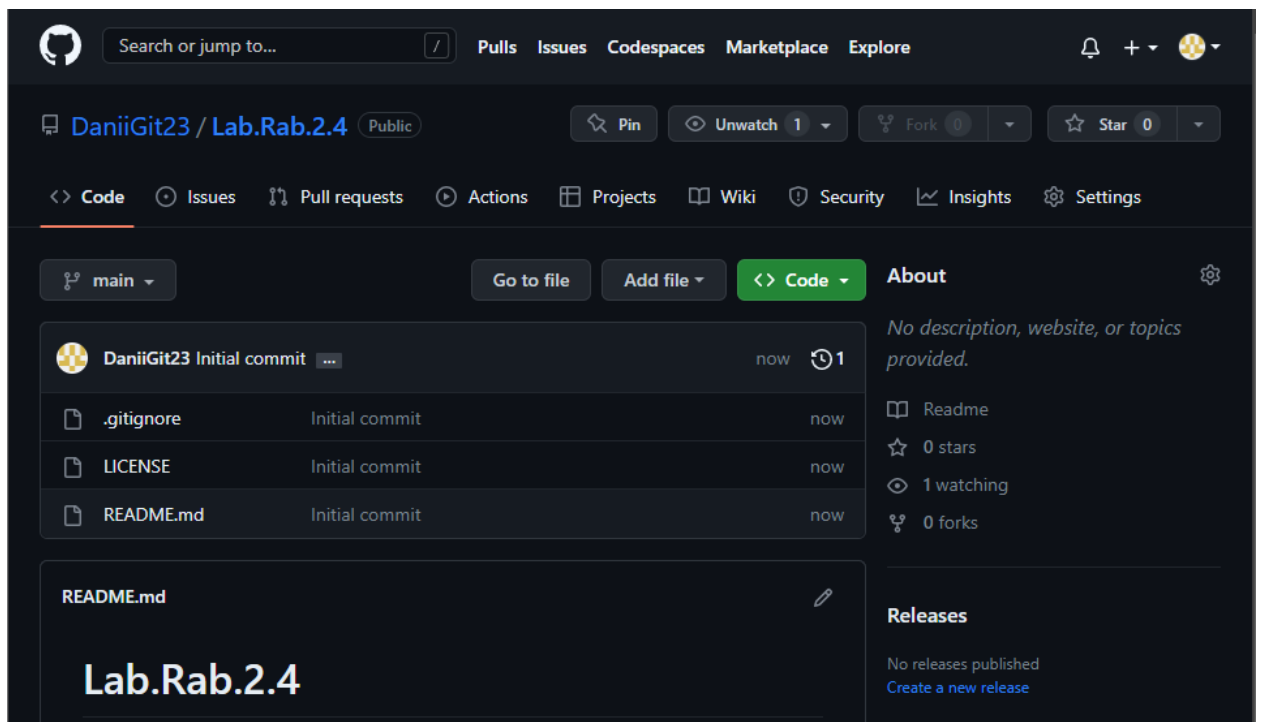 Search or jump to... / Pulls Issues Codespaces Marketplace Explore
DaniiGit23 / Lab.Rab.2.4 Public Pin Unwatch 1 Fork 0 Star 0
<> Code Issues Pull requests Actions Projects Wiki Security Insights Settings
main Go to file Add file <> Code
DaniiGit23 Initial commit ... now 1
.gitignore Initial commit now
LICENSE Initial commit now
README.md Initial commit now
README.md
Lab.Rab.2.4
About
No description, website, or topics
provided.
Readme
0 stars
1 watching
0 forks
Releases
No releases published
Create a new release